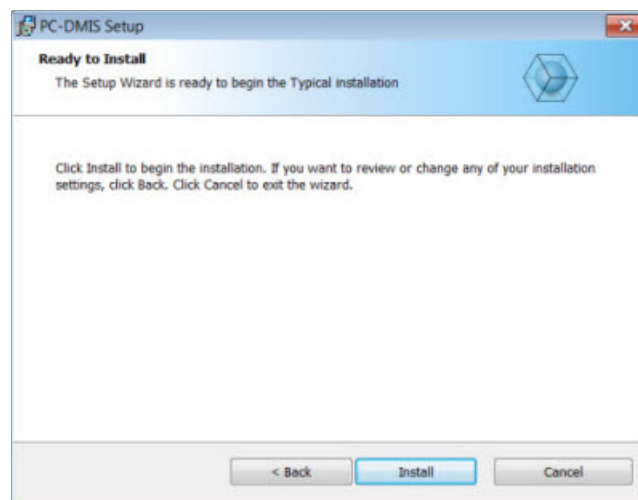 PC-DMIS Setup
Ready to Install
The Setup Wizard is ready to begin the Typical installation
Click Install to begin the installation. If you want to review or change any of your installation
settings, click Back. Click Cancel to exit the wizard.
< Back
Install
Cancel